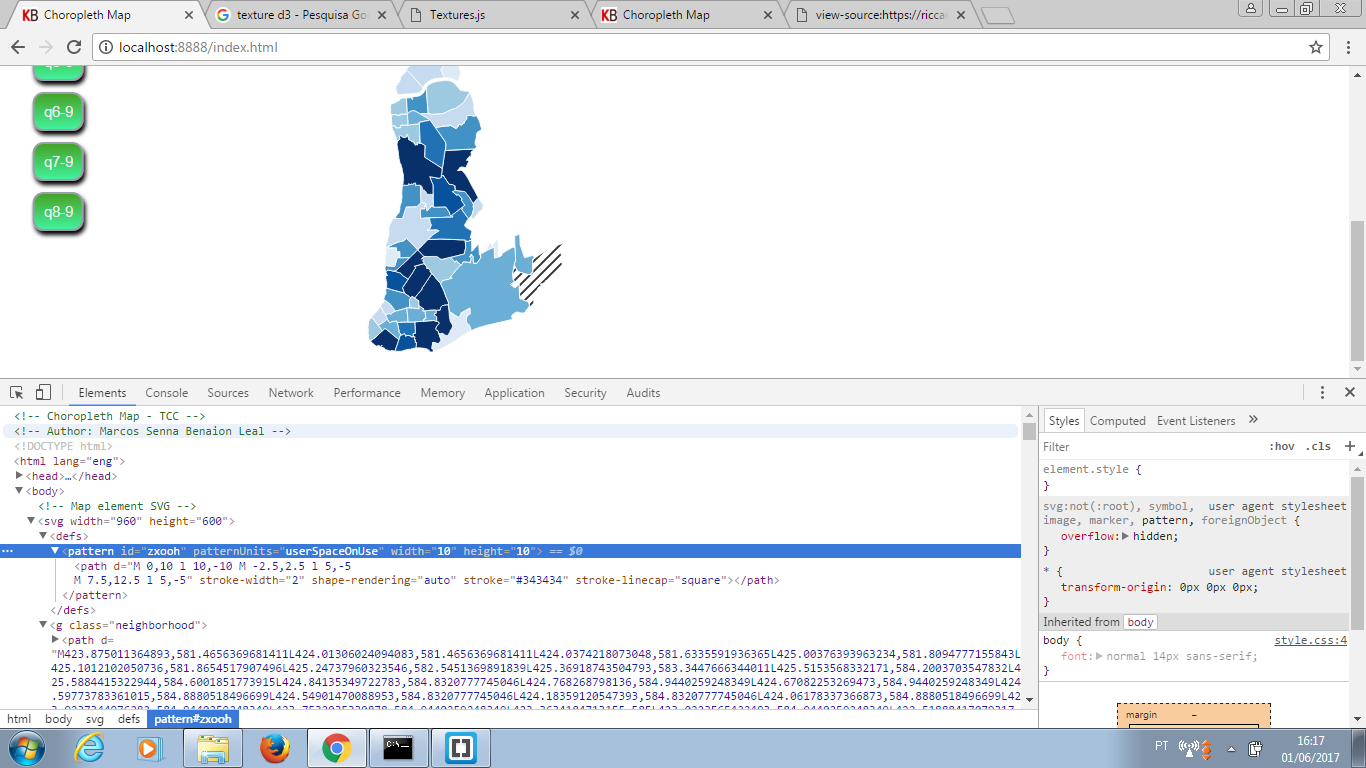 KB Choropleth Map
texture d3 - Pesquisa Go
Textures.js
KB Choropleth Map
view-source:https://ricca
localhost:8888/index.html
q6-9
q7-9
q8-9
Elements Console Sources Network Performance Memory Application Security Audits
<!-- Choropleth Map - TCC -->
<!-- Author: Marcos Senna Benaion Leal -->
<!DOCTYPE html>
<html lang="eng">
<head>…</head>
<body>
<!-- Map element SVG -->
<svg width="960" height="600">
<defs>
<pattern id="zxooh" patternUnits="userSpaceOnUse" width="10" height="10"> == $0
<path d="M 0,10 l 10,-10 M -2.5,2.5 l 5,-5
M 7.5,12.5 l 5,-5" stroke-width="2" shape-rendering="auto" stroke="#343434" stroke-linecap="square"></path>
</pattern>
</defs>
<g class="neighborhood">
<path d=
"M423.875011364893,581.4656369681411L424.01306024094083,581.4656369681411L424.0374218073048,581.6335591936365L425.00376393963234,581.8094777155843L
425.1012102050736,581.8654517907496L425.2473796023546,582.5451369891839L425.36918743504793,583.3447666344011L425.5153568332171,584.2003703547832L4
25.5884415322944,584.6001851773915L424.84135349722783,584.8320777745046L424.768268798136,584.9440259248349L424.67082253269473,584.9440259248349L424
.59773783361015,584.8880518496699L424.54901470088953,584.8320777745046L424.18359120547393,584.8320777745046L424.06178337366873,584.8880518496699L42
html body svg defs pattern#zxooh
Styles Computed Event Listeners »
Filter :hov .cls +
element.style {
}
svg:not(:root), symbol, user agent stylesheet
image, marker, pattern, foreignObject {
overflow: hidden;
}
* { user agent stylesheet
transform-origin: 0px 0px 0px;
}
Inherited from body
body { style.css:4
font: normal 14px sans-serif;
}
margin
–
PT
16:17
01/06/2017